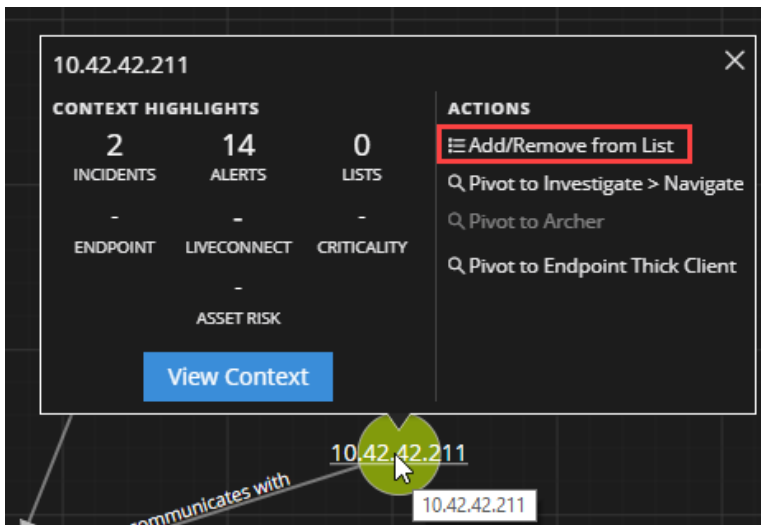 10.42.42.211
CONTEXT HIGHLIGHTS
2 14 0
INCIDENTS ALERTS LISTS
- - -
ENDPOINT LIVECONNECT CRITICALITY
-
ASSET RISK
View Context
ACTIONS
Add/Remove from List
Pivot to Investigate > Navigate
Pivot to Archer
Pivot to Endpoint Thick Client
10.42.42.211
communicates with
10.42.42.211